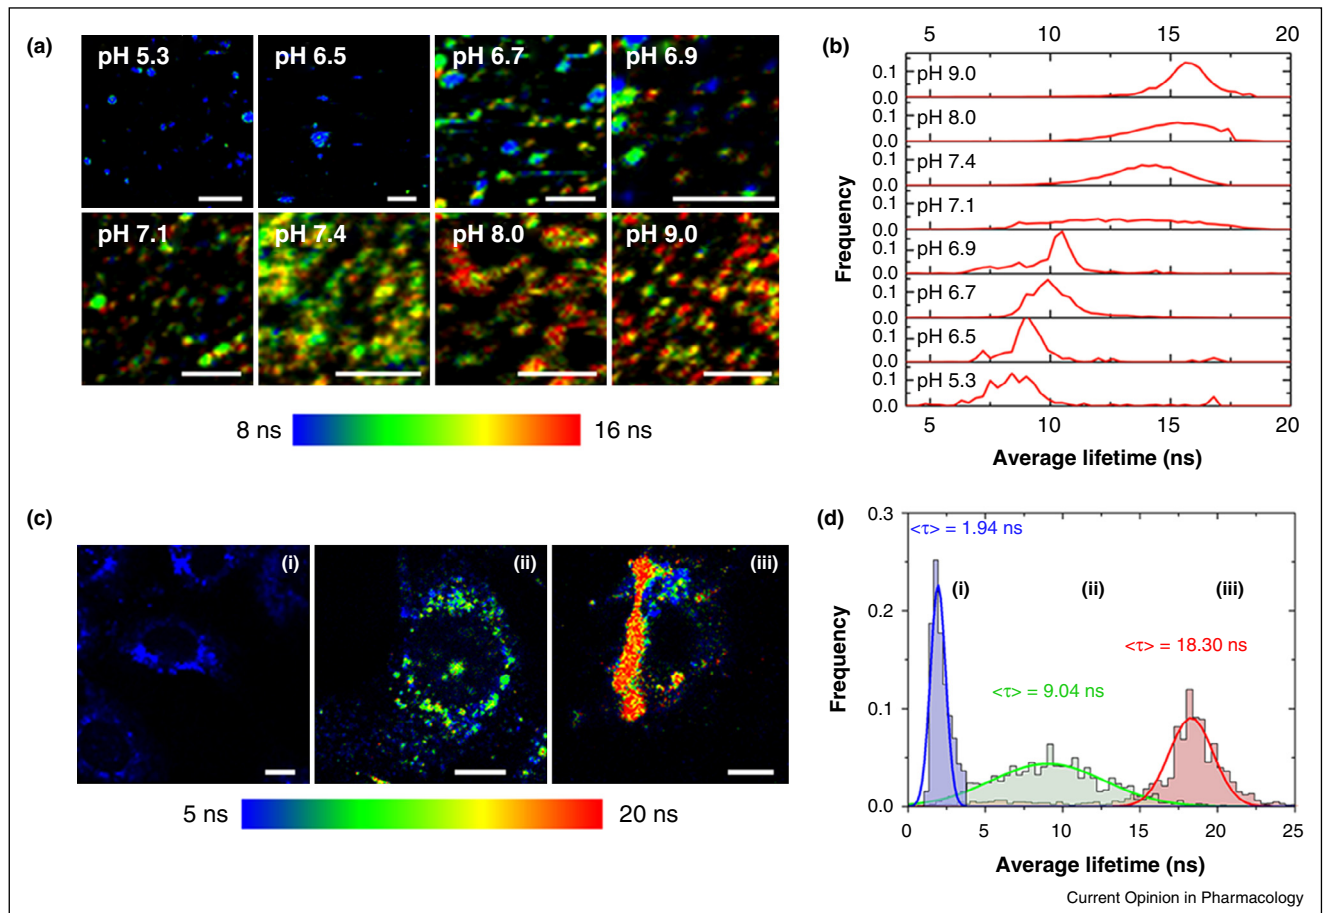 (a)
pH 5.3
pH 6.5
pH 6.7
pH 6.9
pH 7.1
pH 7.4
pH 8.0
pH 9.0
8 ns
16 ns
(b)
5 10 15 20
0.1 pH 9.0
0.0
0.1 pH 8.0
0.0
0.1 pH 7.4
0.0
0.1 pH 7.1
0.0
0.1 pH 6.9
0.0
0.1 pH 6.7
0.0
0.1 pH 6.5
0.0
0.1 pH 5.3
0.0
5 10 15 20
Frequency
Average lifetime (ns)
(c)
(i)
(ii)
(iii)
5 ns
20 ns
(d)
0.3
0.2
0.1
0.0
Frequency
<τ> = 1.94 ns
(i)
(ii)
(iii)
<τ> = 18.30 ns
<τ> = 9.04 ns
0 5 10 15 20 25
Average lifetime (ns)
Current Opinion in Pharmacology